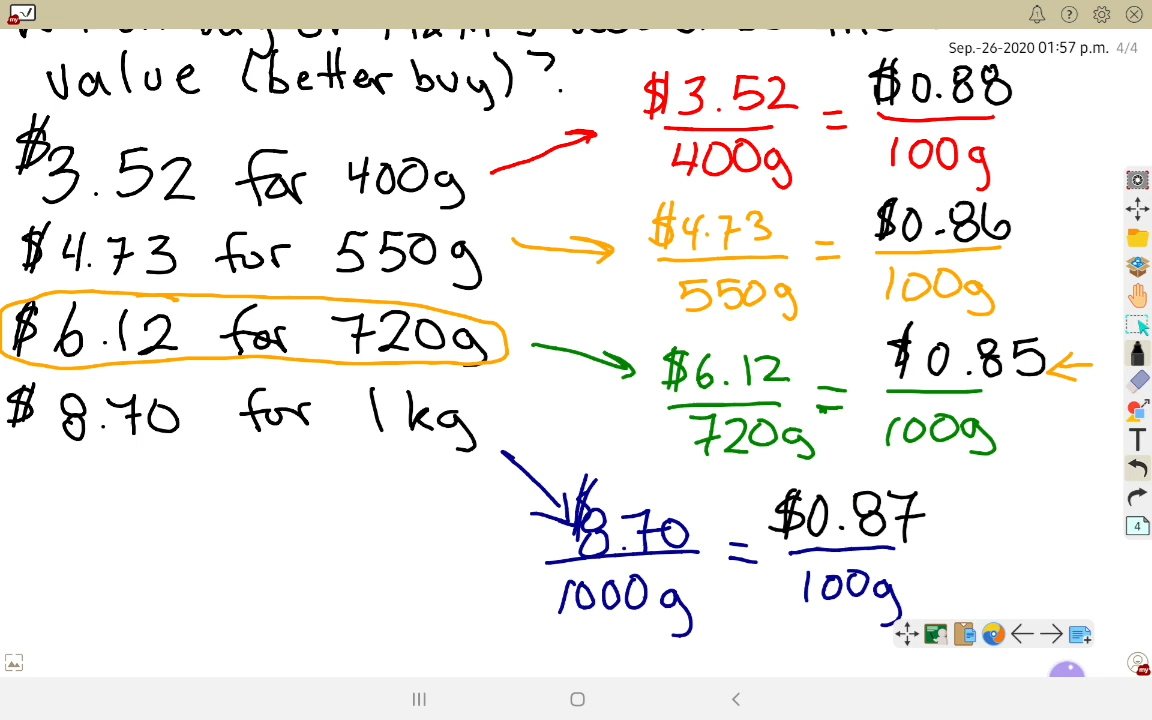 Sep.-26-2020 01:57 p.m. 4/4
value (better buy)?
$3.52 for 400g
$4.73 for 550g
$6.12 for 720g
$8.70 for 1kg
$3.52 = $0.88
400g 100g
$4.73 = $0.86
550g 100g
$6.12 = $0.85
720g 100g
$8.70 = $0.87
1000g 100g
T
4